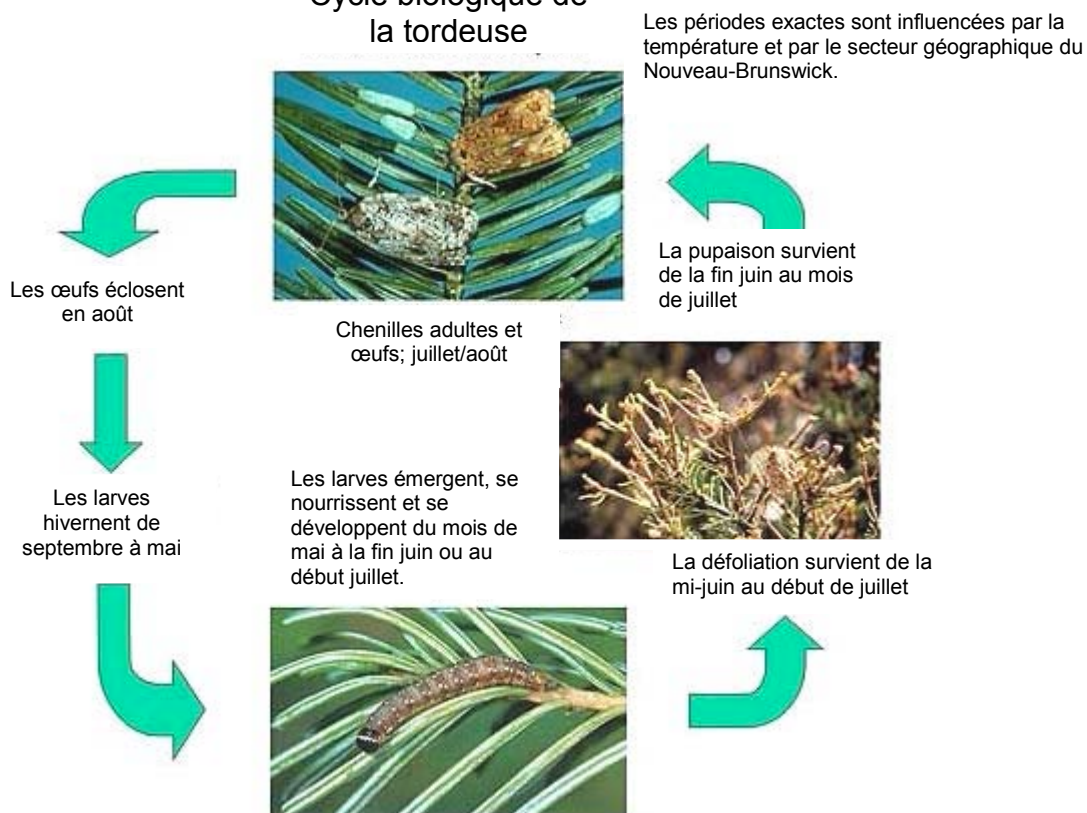 Cycle biologique de
la tordeuse
Les périodes exactes sont influencées par la
température et par le secteur géographique du
Nouveau-Brunswick.
Les œufs éclosent
en août
Chenilles adultes et
œufs; juillet/août
La pupaison survient
de la fin juin au mois
de juillet
Les larves
hivernent de
septembre à mai
Les larves émergent, se
nourrissent et se
développent du mois de
mai à la fin juin ou au
début juillet.
La défoliation survient de la
mi-juin au début de juillet